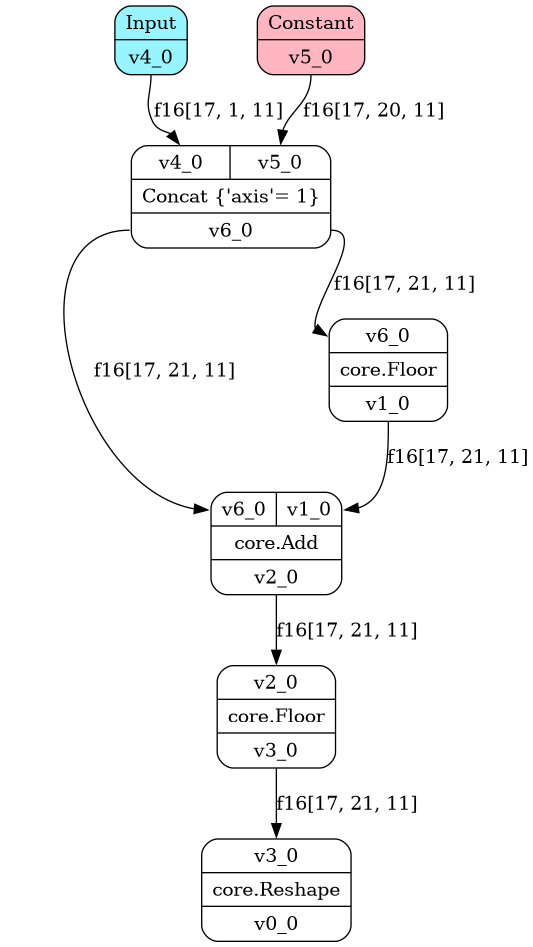 Input
v4_0
Constant
v5_0
f16[17, 1, 11]
f16[17, 20, 11]
v4_0
v5_0
Concat {'axis'= 1}
v6_0
f16[17, 21, 11]
v6_0
core.Floor
v1_0
f16[17, 21, 11]
f16[17, 21, 11]
v6_0
v1_0
core.Add
v2_0
f16[17, 21, 11]
v2_0
core.Floor
v3_0
f16[17, 21, 11]
v3_0
core.Reshape
v0_0